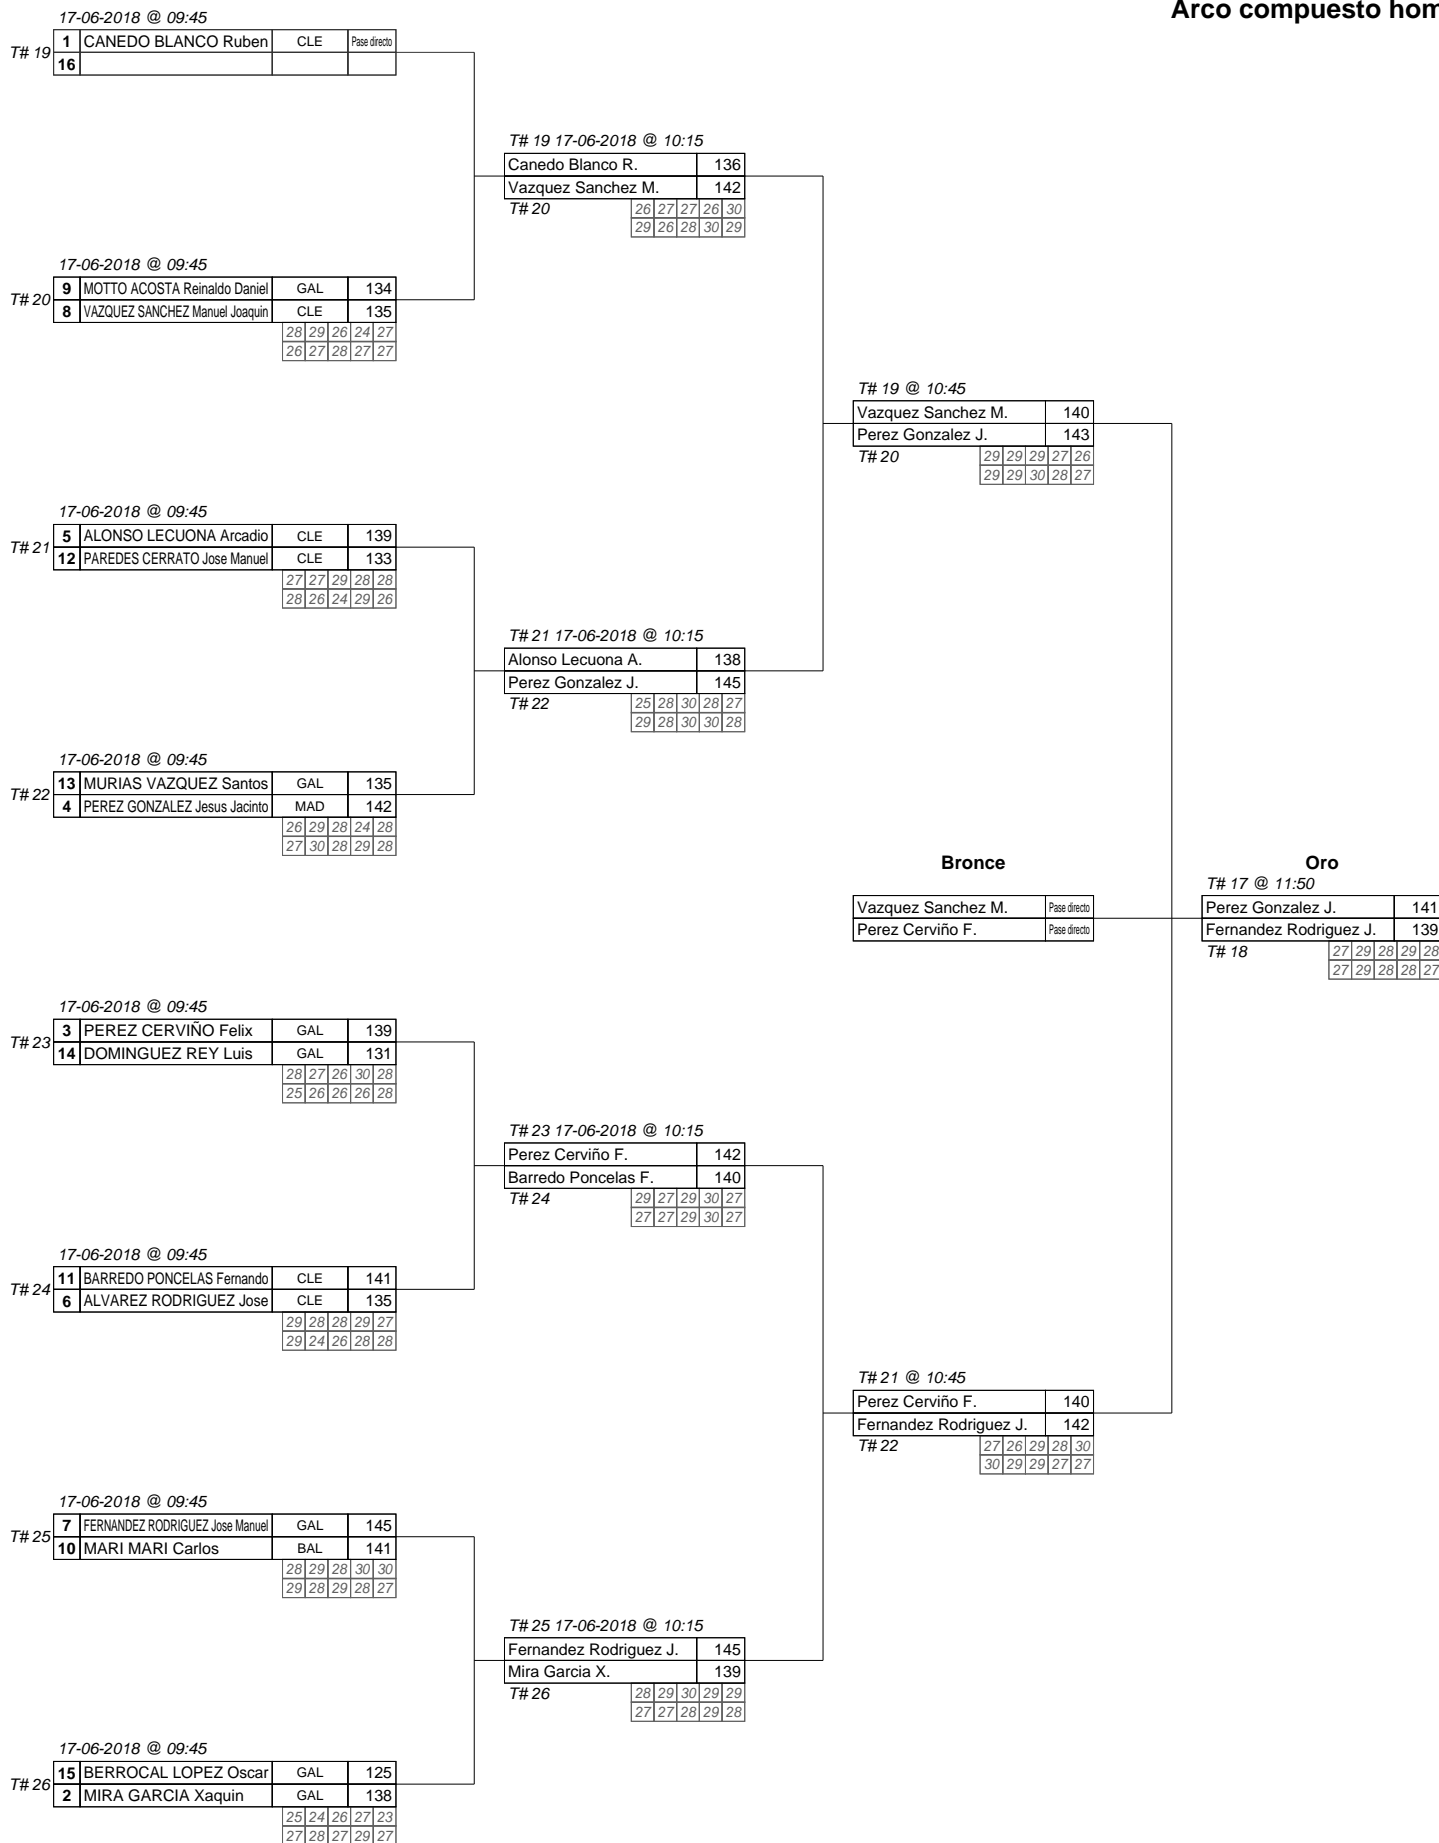 Arco compuesto hom
17-06-2018 @ 09:45
T# 19
1 CANEDO BLANCO Ruben CLE Pase directo
16
T# 19 17-06-2018 @ 10:15
Canedo Blanco R. 136
Vazquez Sanchez M. 142
T# 20 26 27 27 26 30
29 26 28 30 29
17-06-2018 @ 09:45
T# 20
9 MOTTO ACOSTA Reinaldo Daniel GAL 134
8 VAZQUEZ SANCHEZ Manuel Joaquin CLE 135
28 29 26 24 27
26 27 28 27 27
T# 19 @ 10:45
Vazquez Sanchez M. 140
Perez Gonzalez J. 143
T# 20 29 29 29 27 26
29 29 30 28 27
17-06-2018 @ 09:45
T# 21
5 ALONSO LECUONA Arcadio CLE 139
12 PAREDES CERRATO Jose Manuel CLE 133
27 27 29 28 28
28 26 24 29 26
T# 21 17-06-2018 @ 10:15
Alonso Lecuona A. 138
Perez Gonzalez J. 145
T# 22 25 28 30 28 27
29 28 30 30 28
17-06-2018 @ 09:45
T# 22
13 MURIAS VAZQUEZ Santos GAL 135
4 PEREZ GONZALEZ Jesus Jacinto MAD 142
26 29 28 24 28
27 30 28 29 28
Bronce
Vazquez Sanchez M. Pase directo
Perez Cerviño F. Pase directo
Oro
T# 17 @ 11:50
Perez Gonzalez J. 141
Fernandez Rodriguez J. 139
T# 18 27 29 28 29 28
27 29 28 28 27
17-06-2018 @ 09:45
T# 23
3 PEREZ CERVIÑO Felix GAL 139
14 DOMINGUEZ REY Luis GAL 131
28 27 26 30 28
25 26 26 26 28
T# 23 17-06-2018 @ 10:15
Perez Cerviño F. 142
Barredo Poncelas F. 140
T# 24 29 27 29 30 27
27 27 29 30 27
17-06-2018 @ 09:45
T# 24
11 BARREDO PONCELAS Fernando CLE 141
6 ALVAREZ RODRIGUEZ Jose CLE 135
29 28 28 29 27
29 24 26 28 28
T# 21 @ 10:45
Perez Cerviño F. 140
Fernandez Rodriguez J. 142
T# 22 27 26 29 28 30
30 29 29 27 27
17-06-2018 @ 09:45
T# 25
7 FERNANDEZ RODRIGUEZ Jose Manuel GAL 145
10 MARI MARI Carlos BAL 141
28 29 28 30 30
29 28 29 28 27
T# 25 17-06-2018 @ 10:15
Fernandez Rodriguez J. 145
Mira Garcia X. 139
T# 26 28 29 30 29 29
27 27 28 29 28
17-06-2018 @ 09:45
T# 26
15 BERROCAL LOPEZ Oscar GAL 125
2 MIRA GARCIA Xaquin GAL 138
25 24 26 27 23
27 28 27 29 27